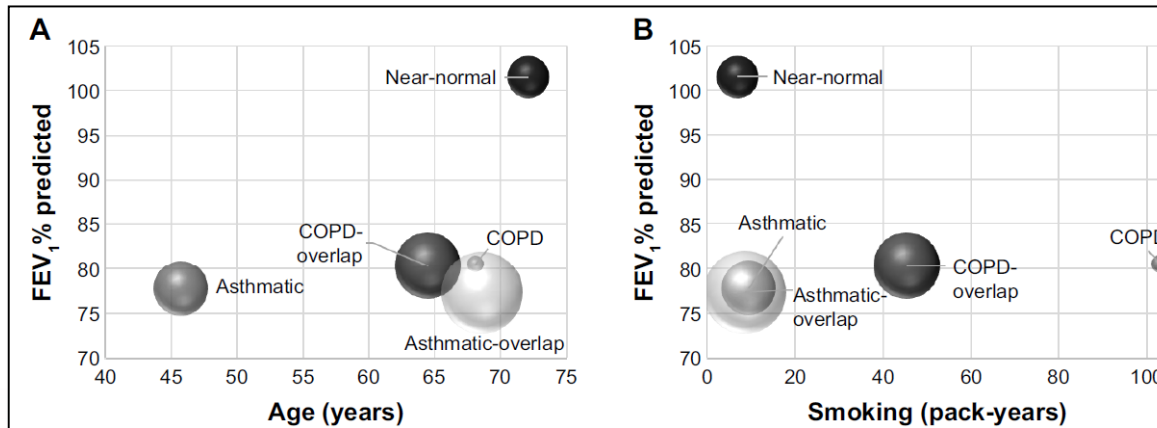 A
FEV1% predicted
105
100
95
90
85
80
75
70
Near-normal
COPD-
overlap
COPD
Asthmatic
Asthmatic-overlap
40 45 50 55 60 65 70 75
Age (years)
B
FEV1% predicted
105
100
95
90
85
80
75
70
Near-normal
Asthmatic
Asthmatic-
overlap
COPD-
overlap
COPD
0 20 40 60 80 100
Smoking (pack-years)